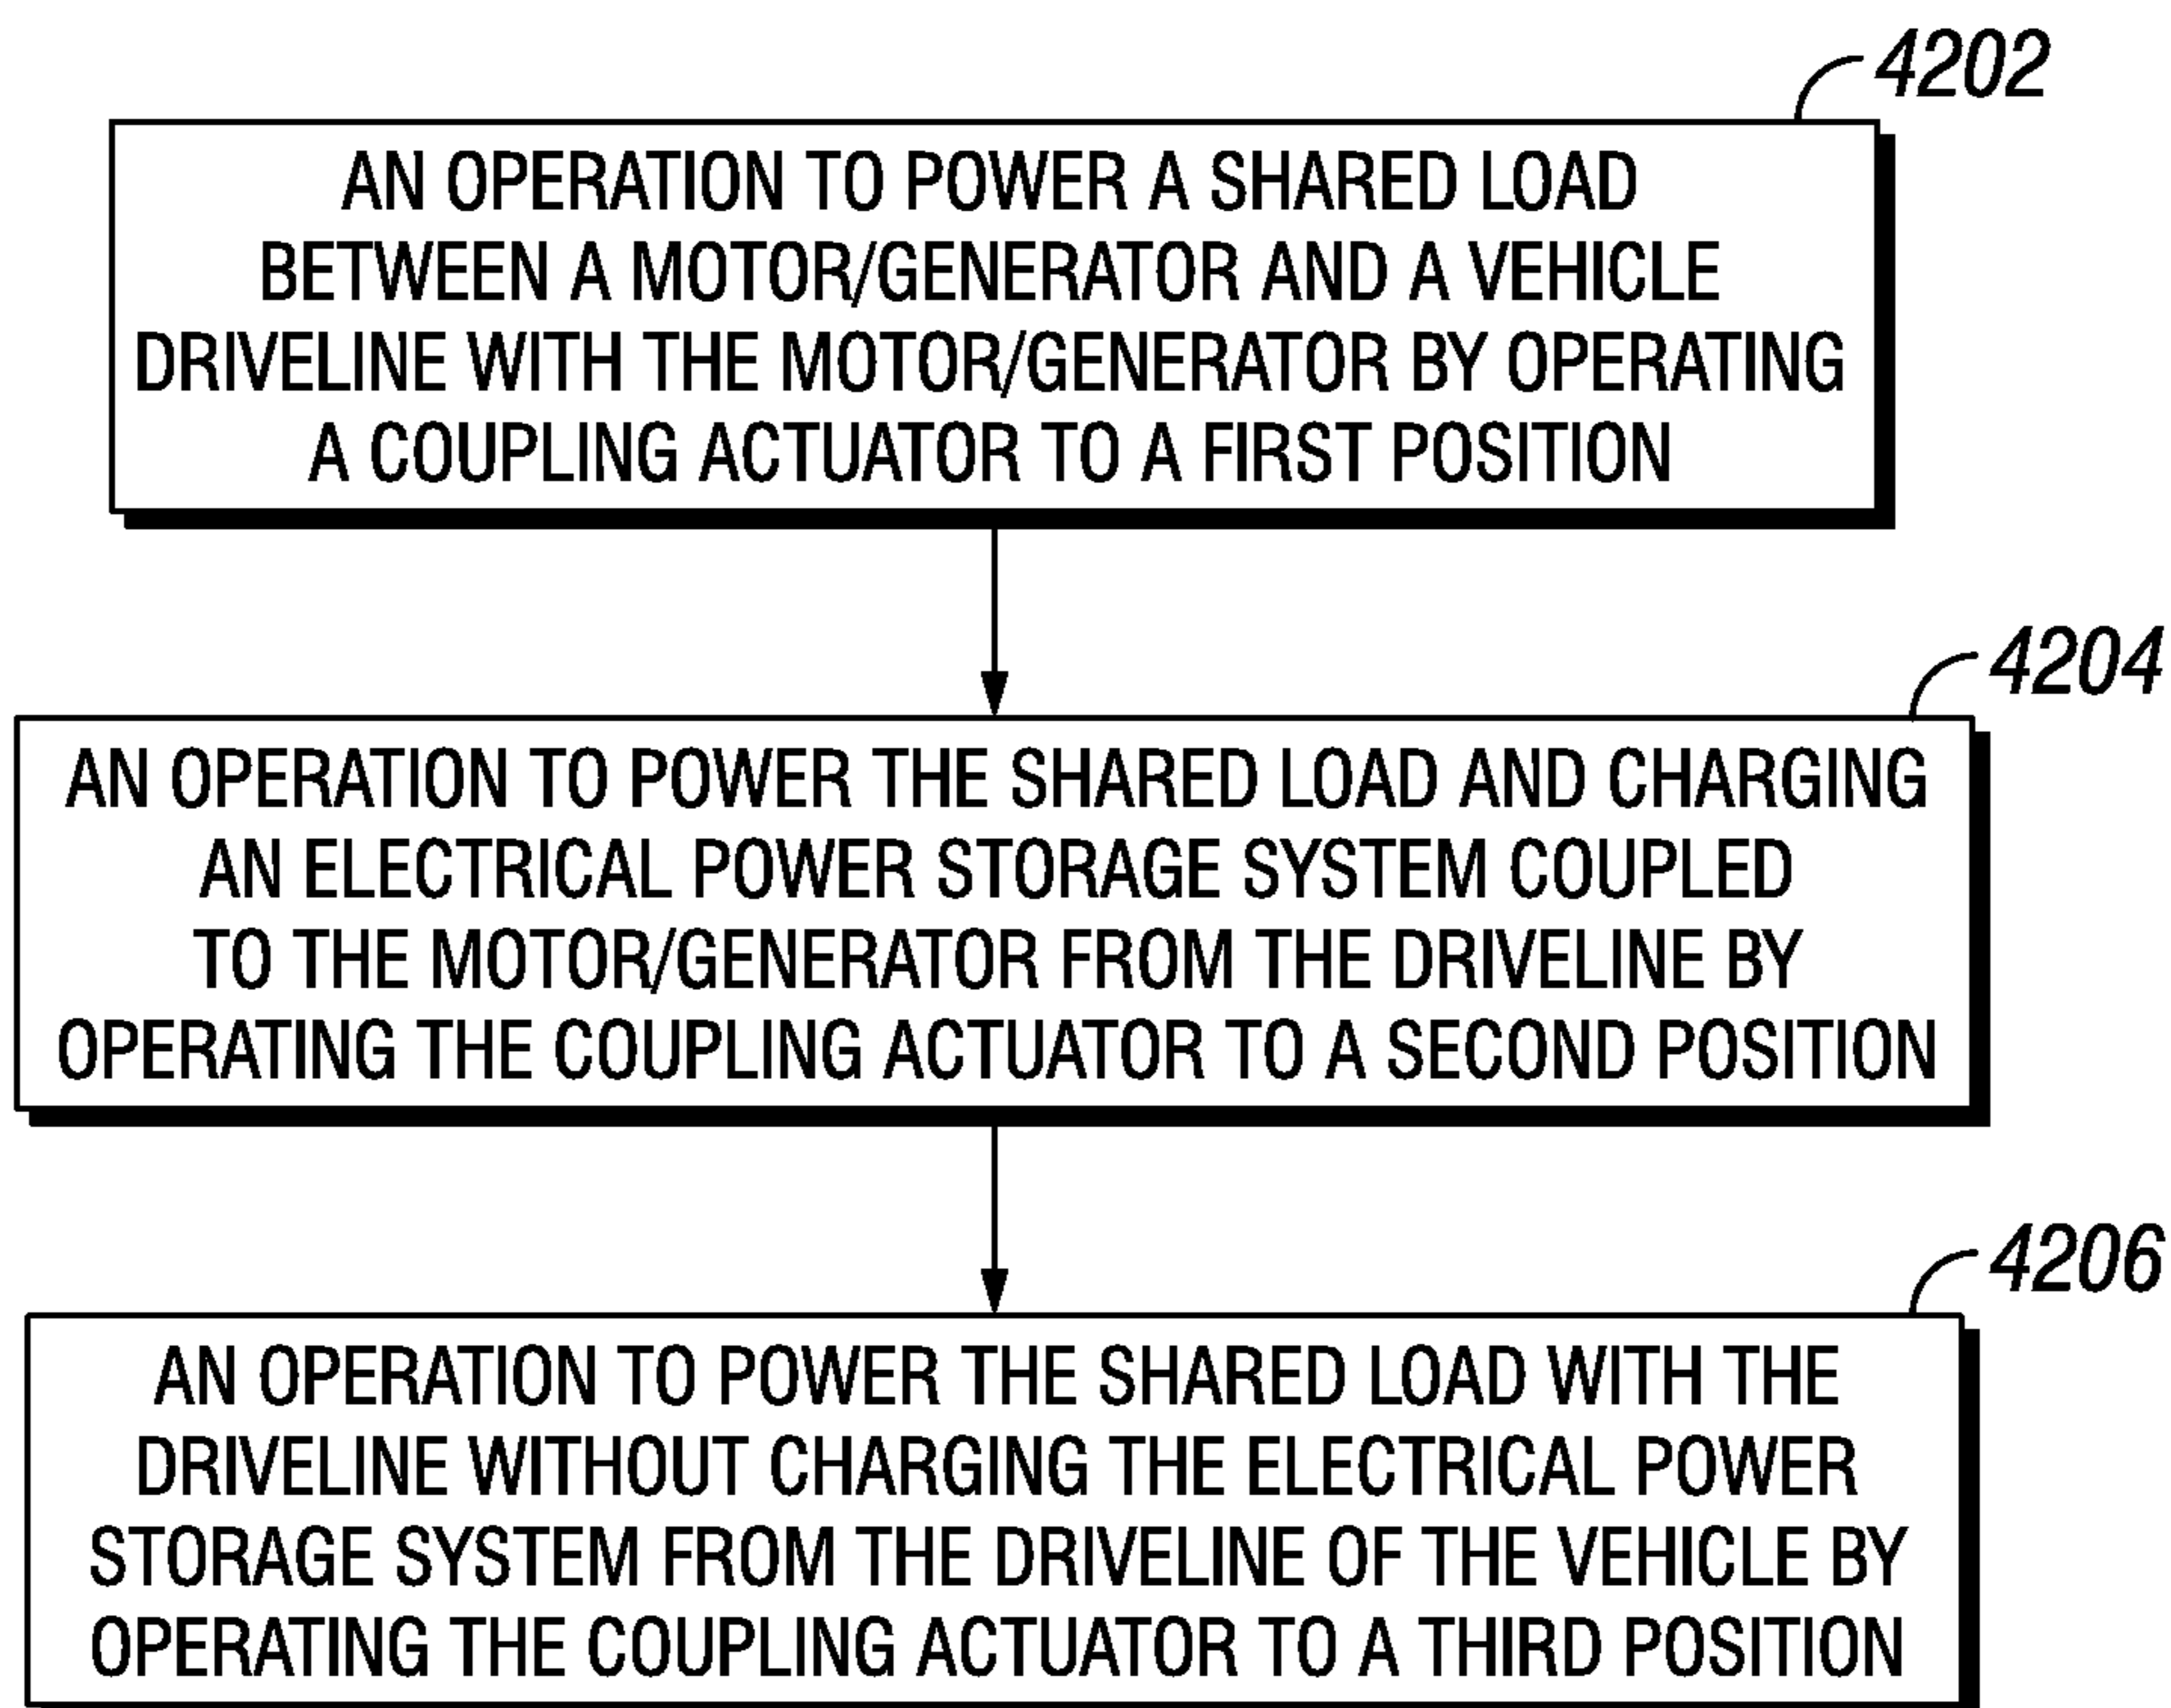 4202
AN OPERATION TO POWER A SHARED LOAD
BETWEEN A MOTOR/GENERATOR AND A VEHICLE
DRIVELINE WITH THE MOTOR/GENERATOR BY OPERATING
A COUPLING ACTUATOR TO A FIRST POSITION
4204
AN OPERATION TO POWER THE SHARED LOAD AND CHARGING
AN ELECTRICAL POWER STORAGE SYSTEM COUPLED
TO THE MOTOR/GENERATOR FROM THE DRIVELINE BY
OPERATING THE COUPLING ACTUATOR TO A SECOND POSITION
4206
AN OPERATION TO POWER THE SHARED LOAD WITH THE
DRIVELINE WITHOUT CHARGING THE ELECTRICAL POWER
STORAGE SYSTEM FROM THE DRIVELINE OF THE VEHICLE BY
OPERATING THE COUPLING ACTUATOR TO A THIRD POSITION